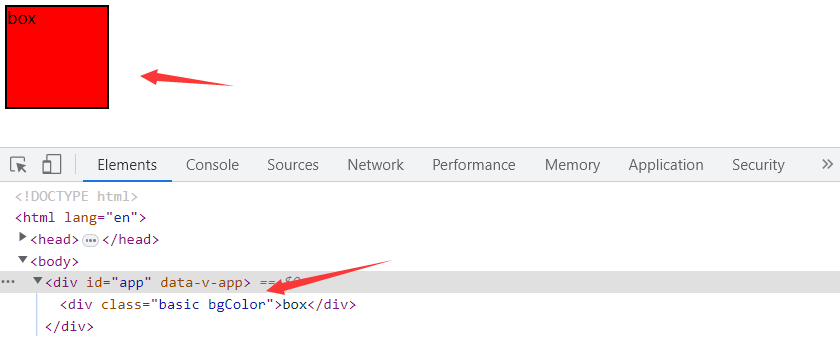 box
Elements Console Sources Network Performance Memory Application Security »
<!DOCTYPE html>
<html lang="en">
<head> ••• </head>
<body>
••• <div id="app" data-v-app> == $0
<div class="basic bgColor">box</div>
</div>